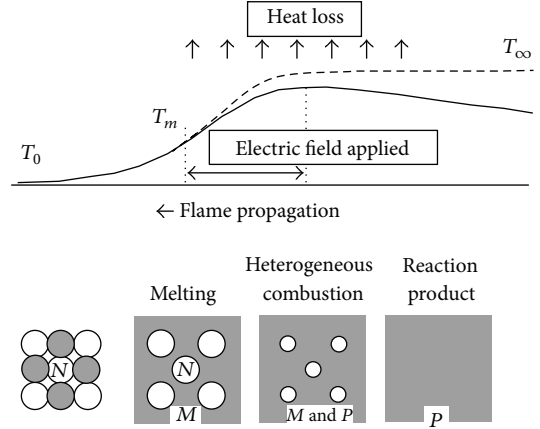 Heat loss
T∞
Tm
T0
Electric field applied
← Flame propagation
Melting
Heterogeneous
combustion
Reaction
product
N
N
M
M and P
P